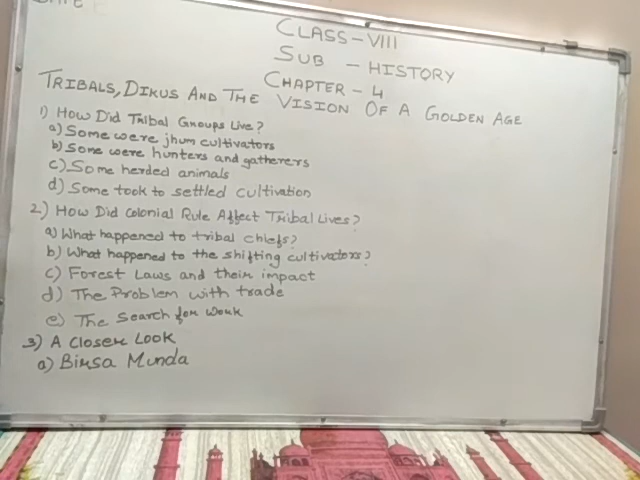 DATE
CLASS-VIII
SUB - HISTORY
CHAPTER - 4
TRIBALS, DIKUS AND THE VISION OF A GOLDEN AGE
1) How Did Tribal Groups Live?
a) Some were jhum cultivators
b) Some were hunters and gatherers
c) Some herded animals
d) Some took to settled cultivation
2) How Did Colonial Rule Affect Tribal Lives?
a) What happened to tribal chiefs?
b) What happened to the shifting cultivators?
c) Forest Laws and their impact
d) The Problem with trade
e) The Search for Work
3) A Closer Look
a) Birsa Munda